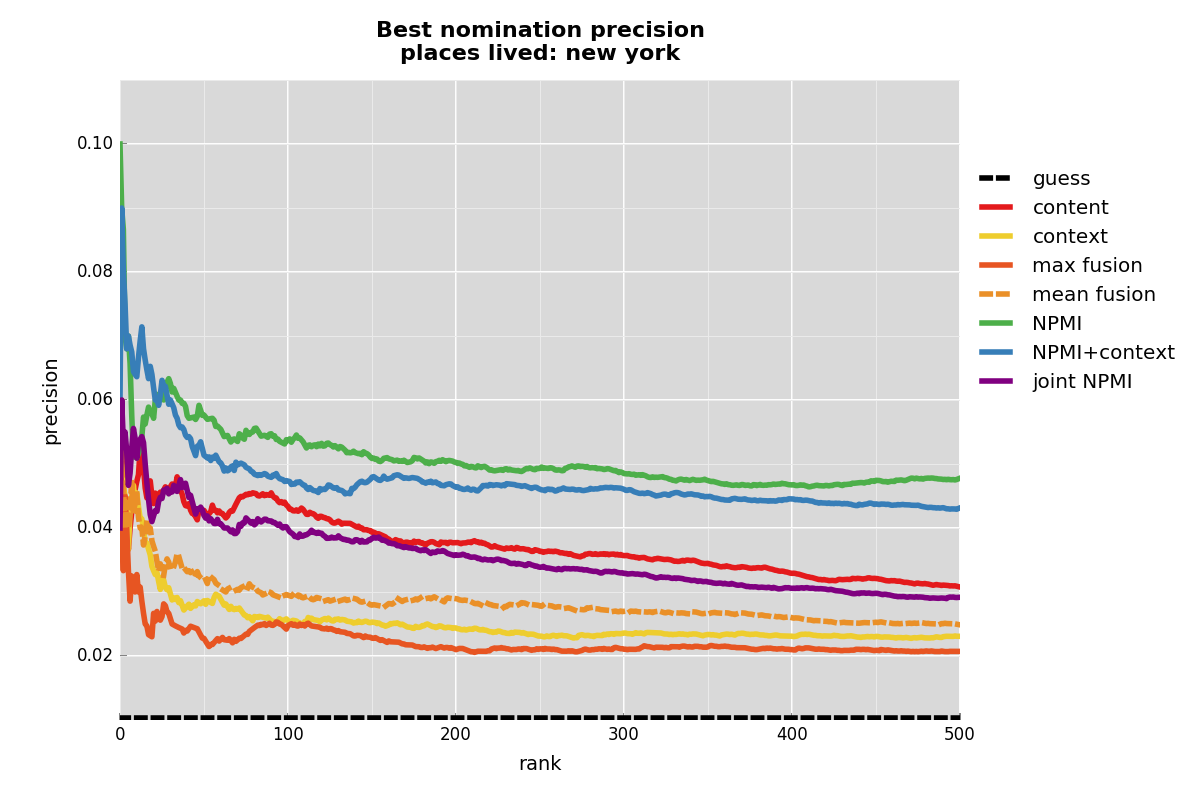 Best nomination precision
places lived: new york
precision
0.10
0.08
0.06
0.04
0.02
0
100
200
300
400
500
rank
guess
content
context
max fusion
mean fusion
NPMI
NPMI+context
joint NPMI